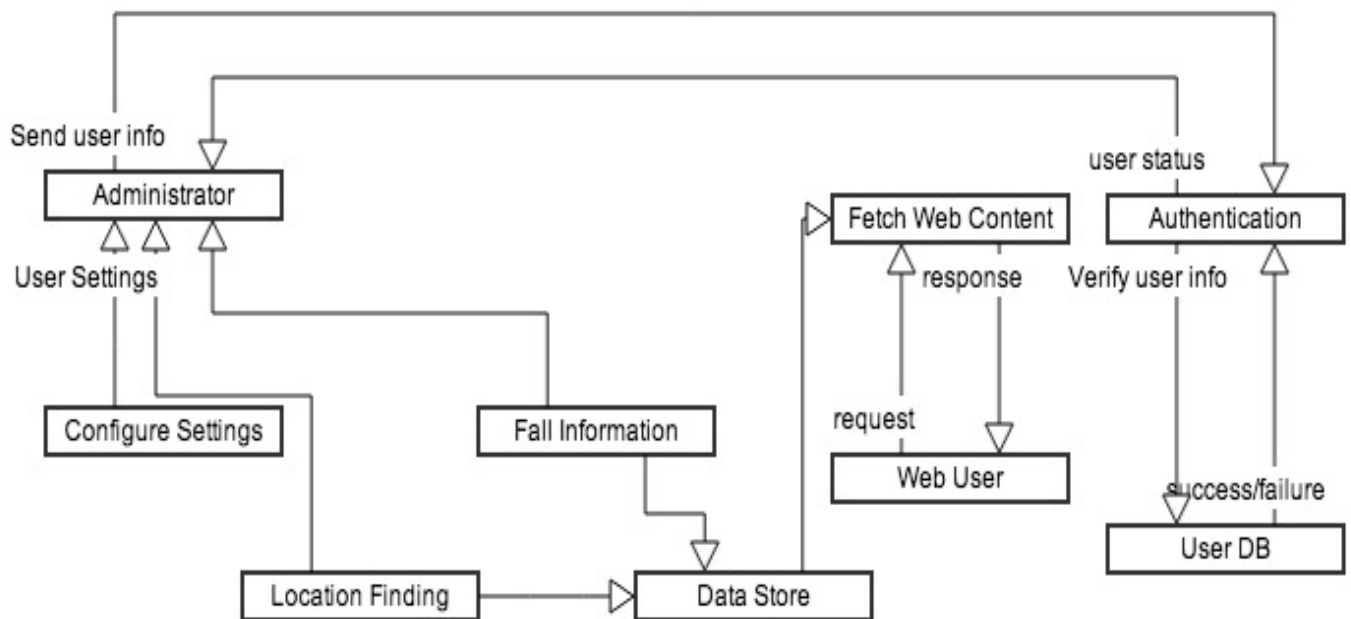 Send user info
user status
Administrator
Fetch Web Content
Authentication
User Settings
response
Verify user info
Configure Settings
Fall Information
request
Web User
success/failure
User DB
Location Finding
Data Store